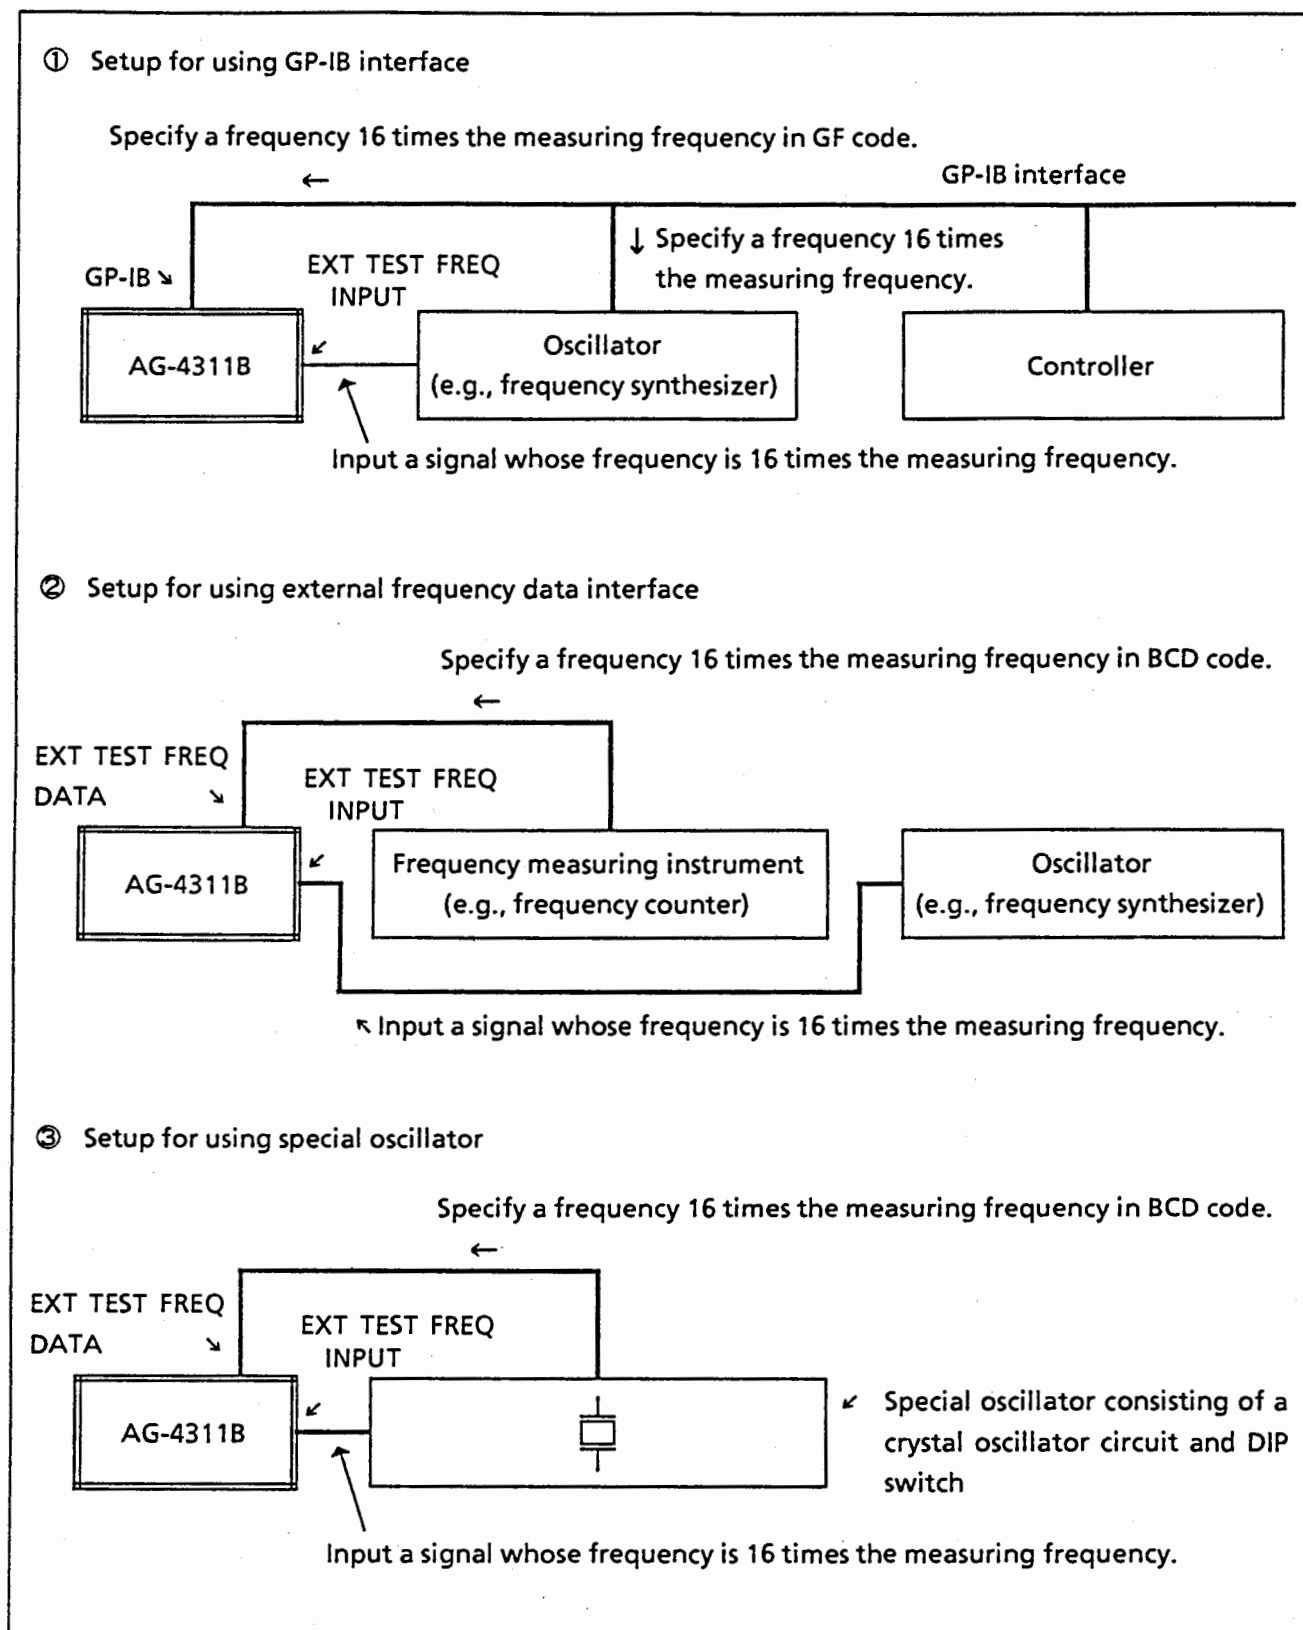 ① Setup for using GP-IB interface
Specify a frequency 16 times the measuring frequency in GF code.
←
GP-IB interface
↓ Specify a frequency 16 times
the measuring frequency.
GP-IB ↘
EXT TEST FREQ
INPUT
↙
AG-4311B
Oscillator
(e.g., frequency synthesizer)
Controller
Input a signal whose frequency is 16 times the measuring frequency.
② Setup for using external frequency data interface
Specify a frequency 16 times the measuring frequency in BCD code.
←
EXT TEST FREQ
DATA ↘
EXT TEST FREQ
INPUT
↙
AG-4311B
Frequency measuring instrument
(e.g., frequency counter)
Oscillator
(e.g., frequency synthesizer)
↖ Input a signal whose frequency is 16 times the measuring frequency.
③ Setup for using special oscillator
Specify a frequency 16 times the measuring frequency in BCD code.
←
EXT TEST FREQ
DATA ↘
EXT TEST FREQ
INPUT
↙
AG-4311B
↙ Special oscillator consisting of a
crystal oscillator circuit and DIP
switch
Input a signal whose frequency is 16 times the measuring frequency.